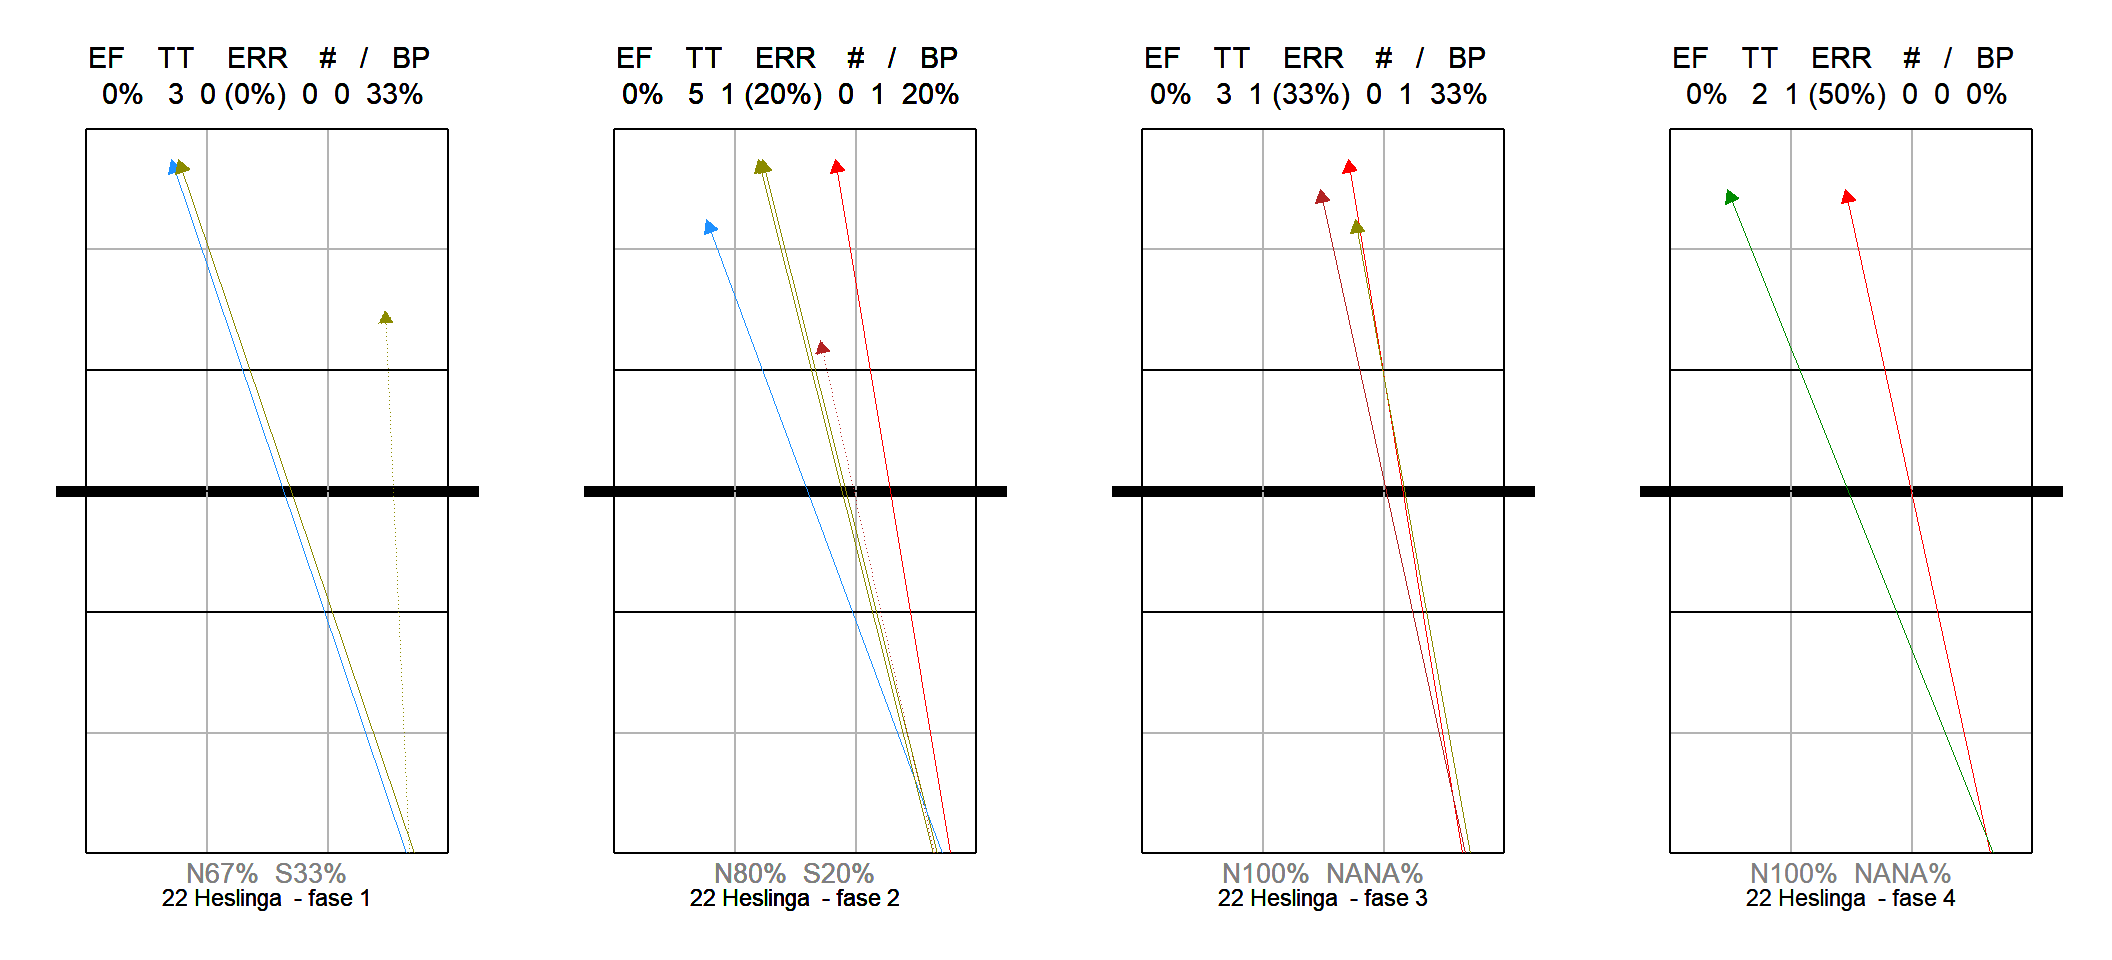 EF TT ERR # / BP
0% 3 0 (0%) 0 0 33%
N67% S33%
22 Heslinga - fase 1
EF TT ERR # / BP
0% 5 1 (20%) 0 1 20%
N80% S20%
22 Heslinga - fase 2
EF TT ERR # / BP
0% 3 1 (33%) 0 1 33%
N100% NANA%
22 Heslinga - fase 3
EF TT ERR # / BP
0% 2 1 (50%) 0 0 0%
N100% NANA%
22 Heslinga - fase 4